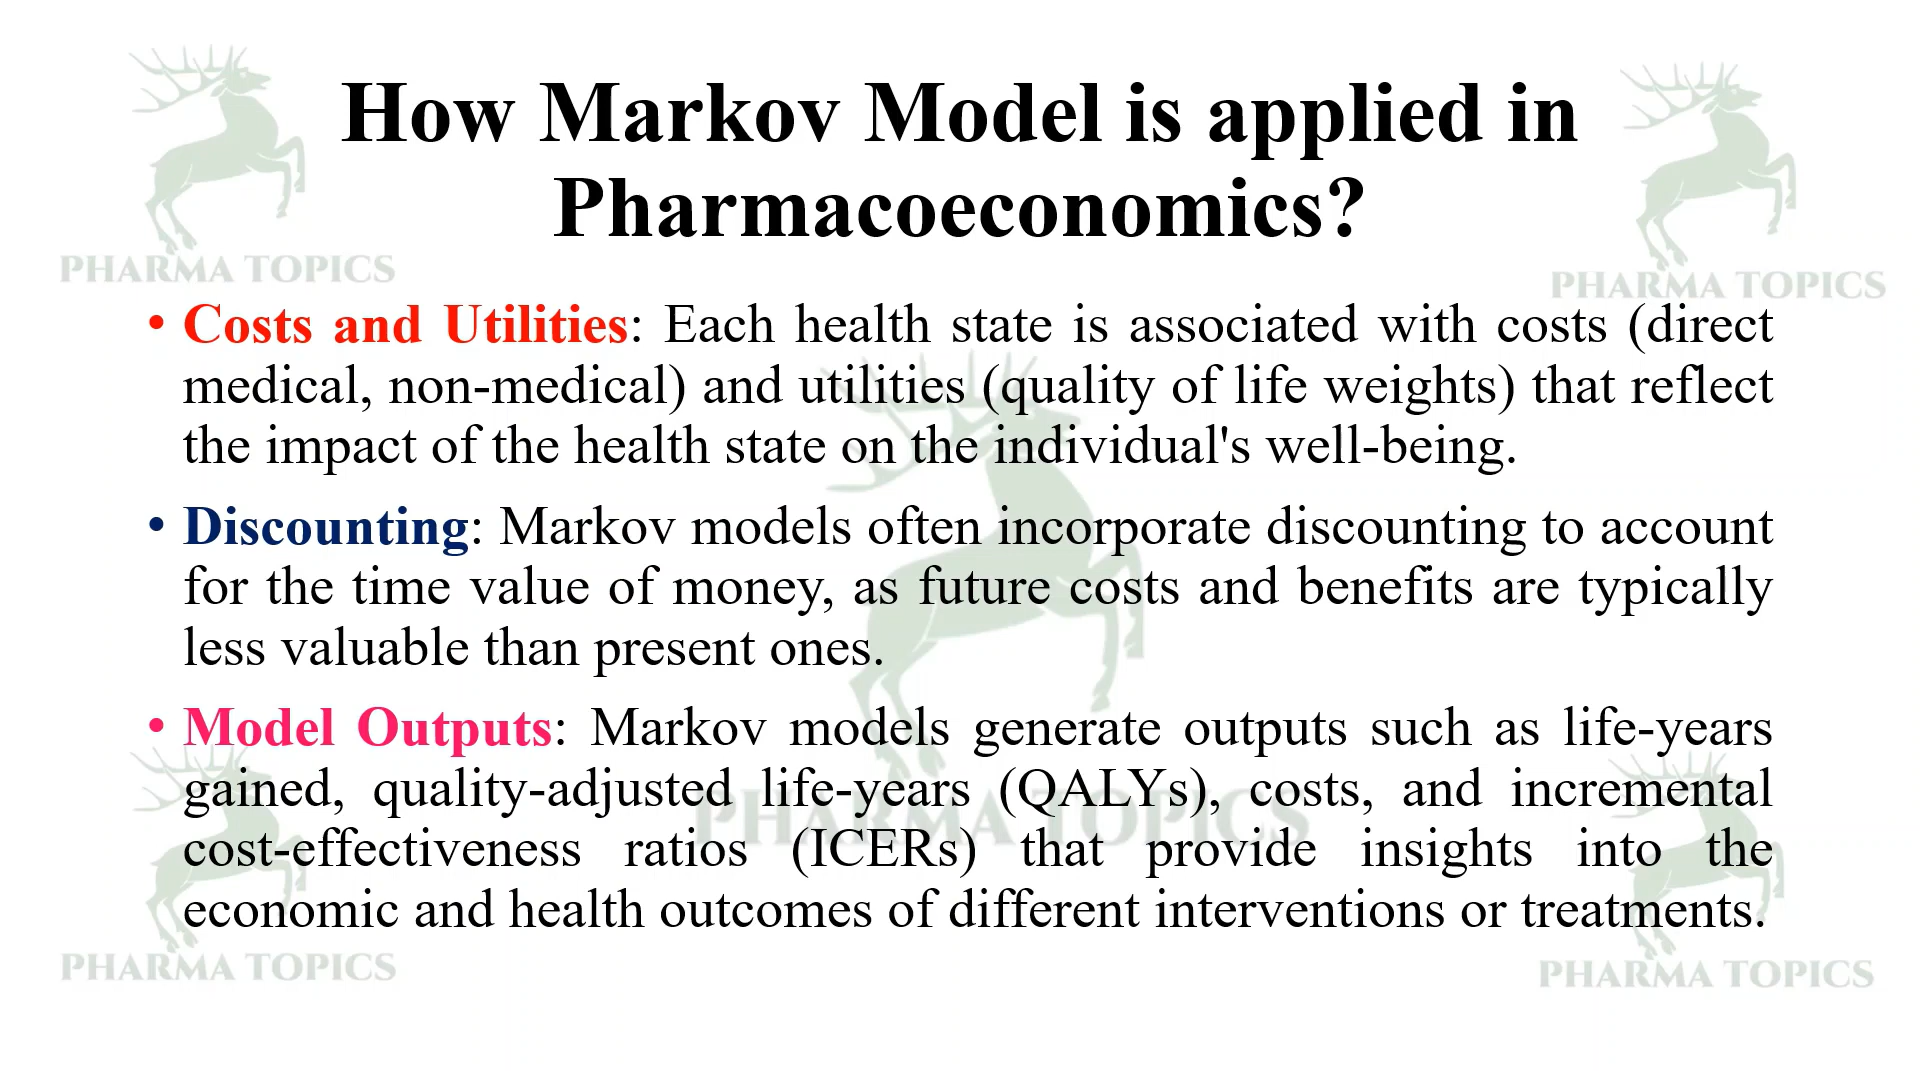 How Markov Model is applied in
Pharmacoeconomics?
PHARMA TOPICS
PHARMA TOPICS
• Costs and Utilities: Each health state is associated with costs (direct
medical, non-medical) and utilities (quality of life weights) that reflect
the impact of the health state on the individual's well-being.
• Discounting: Markov models often incorporate discounting to account
for the time value of money, as future costs and benefits are typically
less valuable than present ones.
• Model Outputs: Markov models generate outputs such as life-years
gained, quality-adjusted life-years (QALYs), costs, and incremental
PHARMA TOPICS
cost-effectiveness ratios (ICERs) that provide insights into the
economic and health outcomes of different interventions or treatments.
PHARMA TOPICS
PHARMA TOPICS